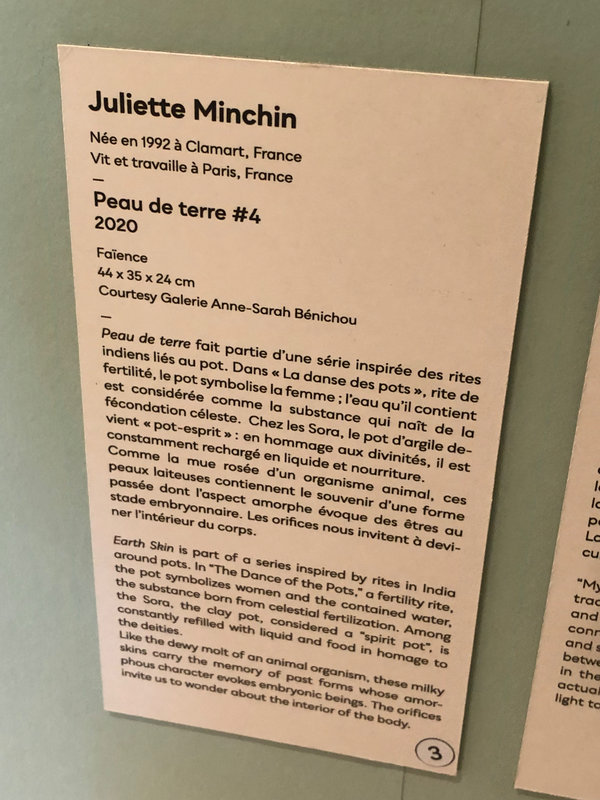 Juliette Minchin
Née en 1992 à Clamart, France
Vit et travaille à Paris, France
—
Peau de terre #4
2020
Faïence
44 x 35 x 24 cm
Courtesy Galerie Anne-Sarah Bénichou
—
Peau de terre fait partie d'une série inspirée des rites
indiens liés au pot. Dans « La danse des pots », rite de
fertilité, le pot symbolise la femme ; l'eau qu'il contient
est considérée comme la substance qui naît de la
fécondation céleste. Chez les Sora, le pot d'argile de-
vient « pot-esprit » : en hommage aux divinités, il est
constamment rechargé en liquide et nourriture.
Comme la mue rosée d'un organisme animal, ces
peaux laiteuses contiennent le souvenir d'une forme
passée dont l'aspect amorphe évoque des êtres au
stade embryonnaire. Les orifices nous invitent à devi-
ner l'intérieur du corps.
Earth Skin is part of a series inspired by rites in India
around pots. In "The Dance of the Pots," a fertility rite,
the pot symbolizes women and the contained water,
the substance born from celestial fertilization. Among
the Sora, the clay pot, considered a "spirit pot", is
constantly refilled with liquid and food in homage to
the deities.
Like the dewy molt of an animal organism, these milky
skins carry the memory of past forms whose amor-
phous character evokes embryonic beings. The orifices
invite us to wonder about the interior of the body.
3
"My
trac
and
conn
and s
betwe
in the
actual
light to